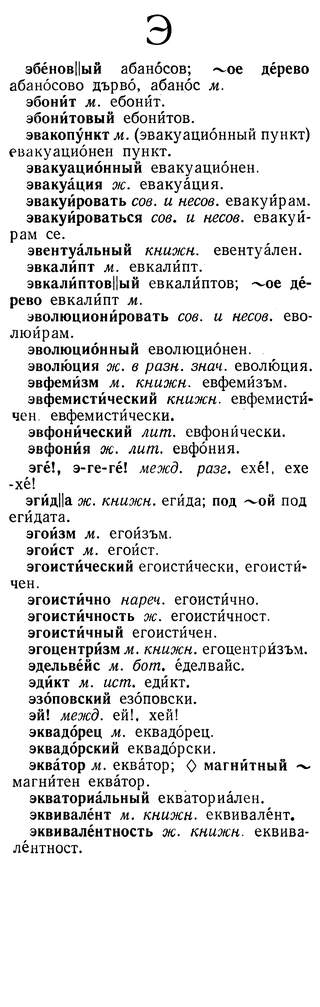 Э
эбе́нов||ый абано́сов; ~ое де́рево
абано́сово дърво́, абано́с м.
эбони́т м. ебони́т.
эбони́товый ебони́тов.
эвакопу́нкт м. (эвакуацио́нный пункт)
евакуацио́нен пункт.
эвакуацио́нный евакуацио́нен.
эвакуа́ция ж. евакуа́ция.
эвакуи́ровать сов. и несов. евакуи́рам.
эвакуи́роваться сов. и несов. евакуи́-
рам се.
эвентуа́льный книжн. евентуа́лен.
эвкали́пт м. евкали́пт.
эвкали́птов||ый евкали́птов; ~ое де́-
рево евкали́пт м.
эволюциони́ровать сов. и несов. ево-
люи́рам.
эволюцио́нный еволюцио́нен.
эволю́ция ж. в разн. знач. еволю́ция.
эвфеми́зм м. книжн. евфеми́зъм.
эвфемисти́ческий книжн. евфемисти́-
чен. евфемисти́чески.
эвфони́ческий лит. евфони́чески.
эвфони́я ж. лит. евфо́ния.
эге́!, э-ге-ге́! межд. разг. ехе́!, ехе
-хе́!
эги́д||а ж. книжн. еги́да; под ~ой под
еги́дата.
эгои́зм м. егои́зъм.
эгои́ст м. егои́ст.
эгоисти́ческий егоисти́чески, егоисти́-
чен.
эгоисти́чно нареч. егоисти́чно.
эгоисти́чность ж. егоисти́чност.
эгоисти́чный егоисти́чен.
эгоцентри́зм м. книжн. егоцентри́зъм.
эдельве́йс м. бот. е́делвайс.
эди́кт м. ист. еди́кт.
эзо́повский езо́повски.
эй! межд. ей!, хей!
эквадо́рец м. еквадо́рец.
эквадо́рский еквадо́рски.
эква́тор м. еква́тор; ◊ магни́тный ~
магни́тен еква́тор.
экваториа́льный екваториа́лен.
эквивале́нт м. книжн. еквивале́нт.
эквивале́нтность ж. книжн. еквива-
ле́нтност.